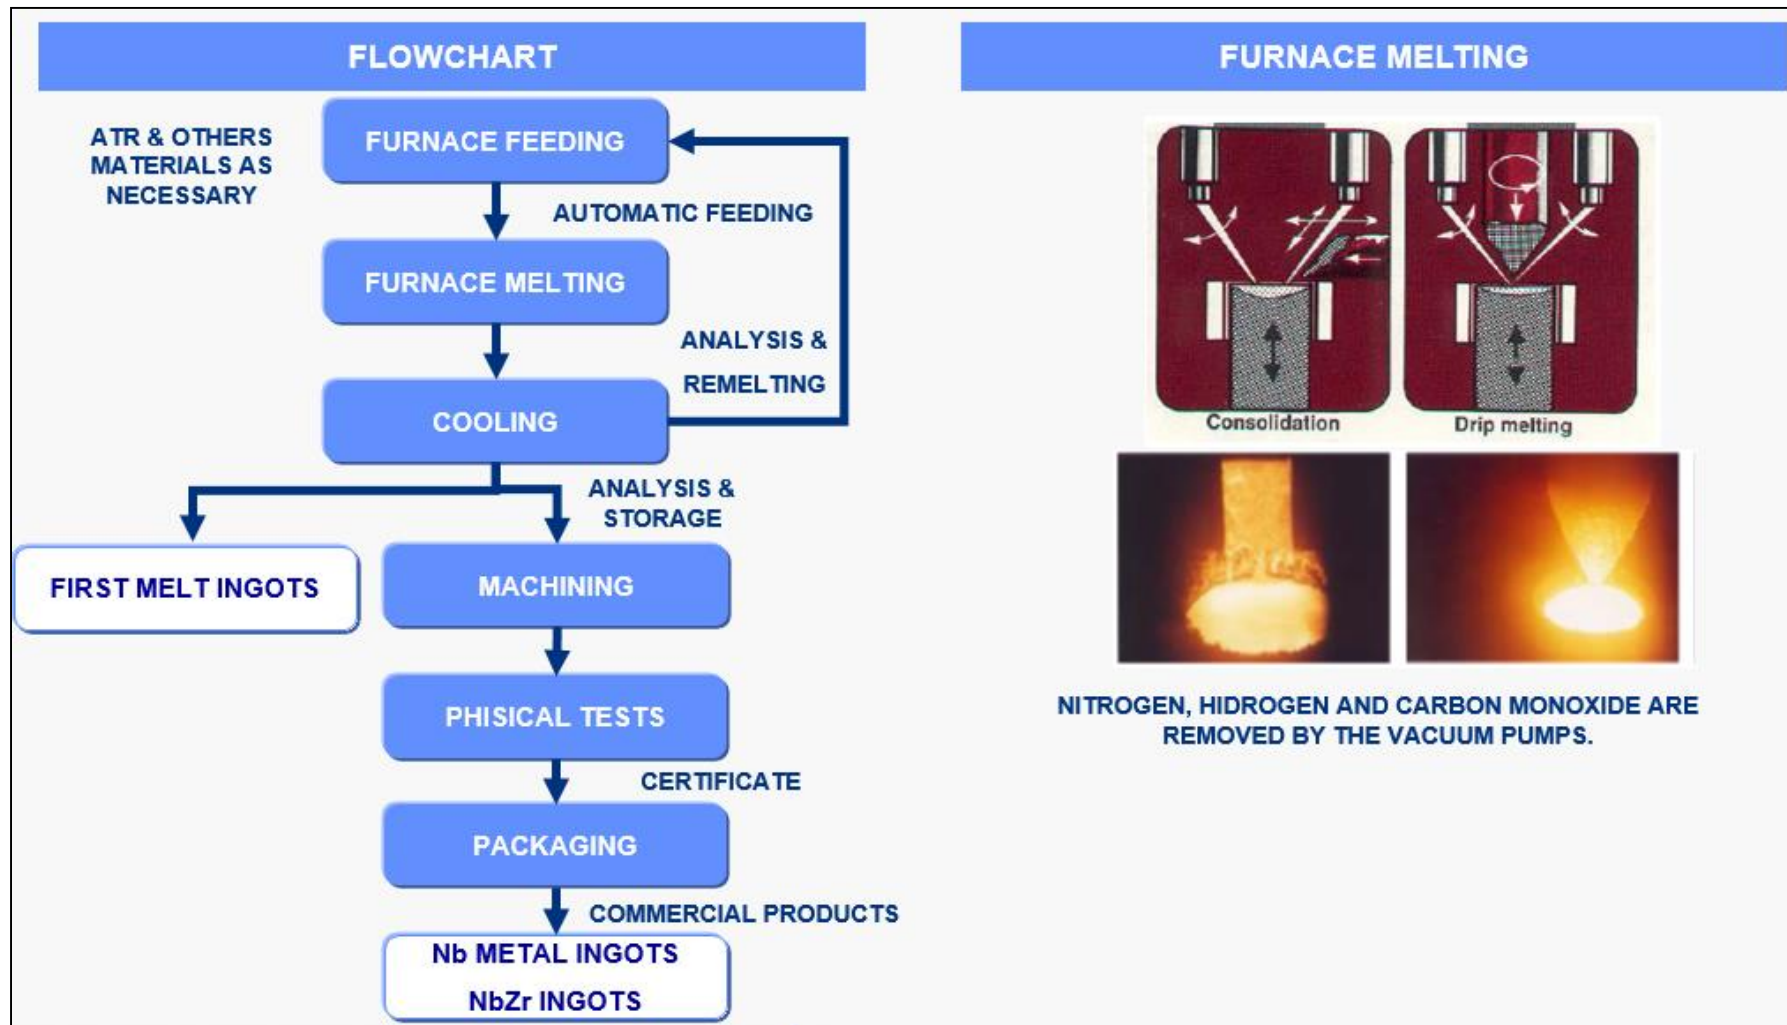 FLOWCHART
FURNACE FEEDING
ATR & OTHERS
MATERIALS AS
NECESSARY
AUTOMATIC FEEDING
FURNACE MELTING
ANALYSIS &
REMELTING
COOLING
ANALYSIS &
STORAGE
FIRST MELT INGOTS
MACHINING
PHISICAL TESTS
CERTIFICATE
PACKAGING
COMMERCIAL PRODUCTS
Nb METAL INGOTS
NbZr INGOTS
FURNACE MELTING
Consolidation
Drip melting
NITROGEN, HIDROGEN AND CARBON MONOXIDE ARE
REMOVED BY THE VACUUM PUMPS.